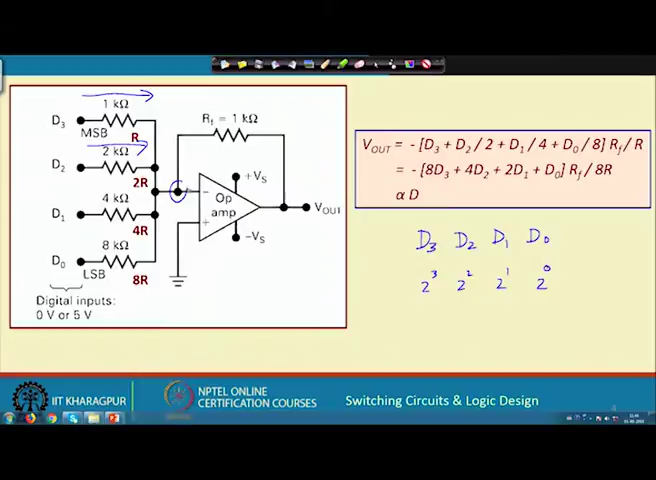 D3
1 kΩ
MSB
R
Rf = 1 kΩ
D2
2 kΩ
2R
+VS
D1
4 kΩ
4R
Op
amp
−
+
VOUT
−VS
D0
8 kΩ
LSB
8R
Digital inputs:
0 V or 5 V
VOUT = - [D3 + D2 / 2 + D1 / 4 + D0 / 8] Rf / R
= - [8D3 + 4D2 + 2D1 + D0] Rf / 8R
α D
D3 D2 D1 D0
2^3 2^2 2^1 2^0
IIT KHARAGPUR
NPTEL ONLINE
CERTIFICATION COURSES
Switching Circuits & Logic Design